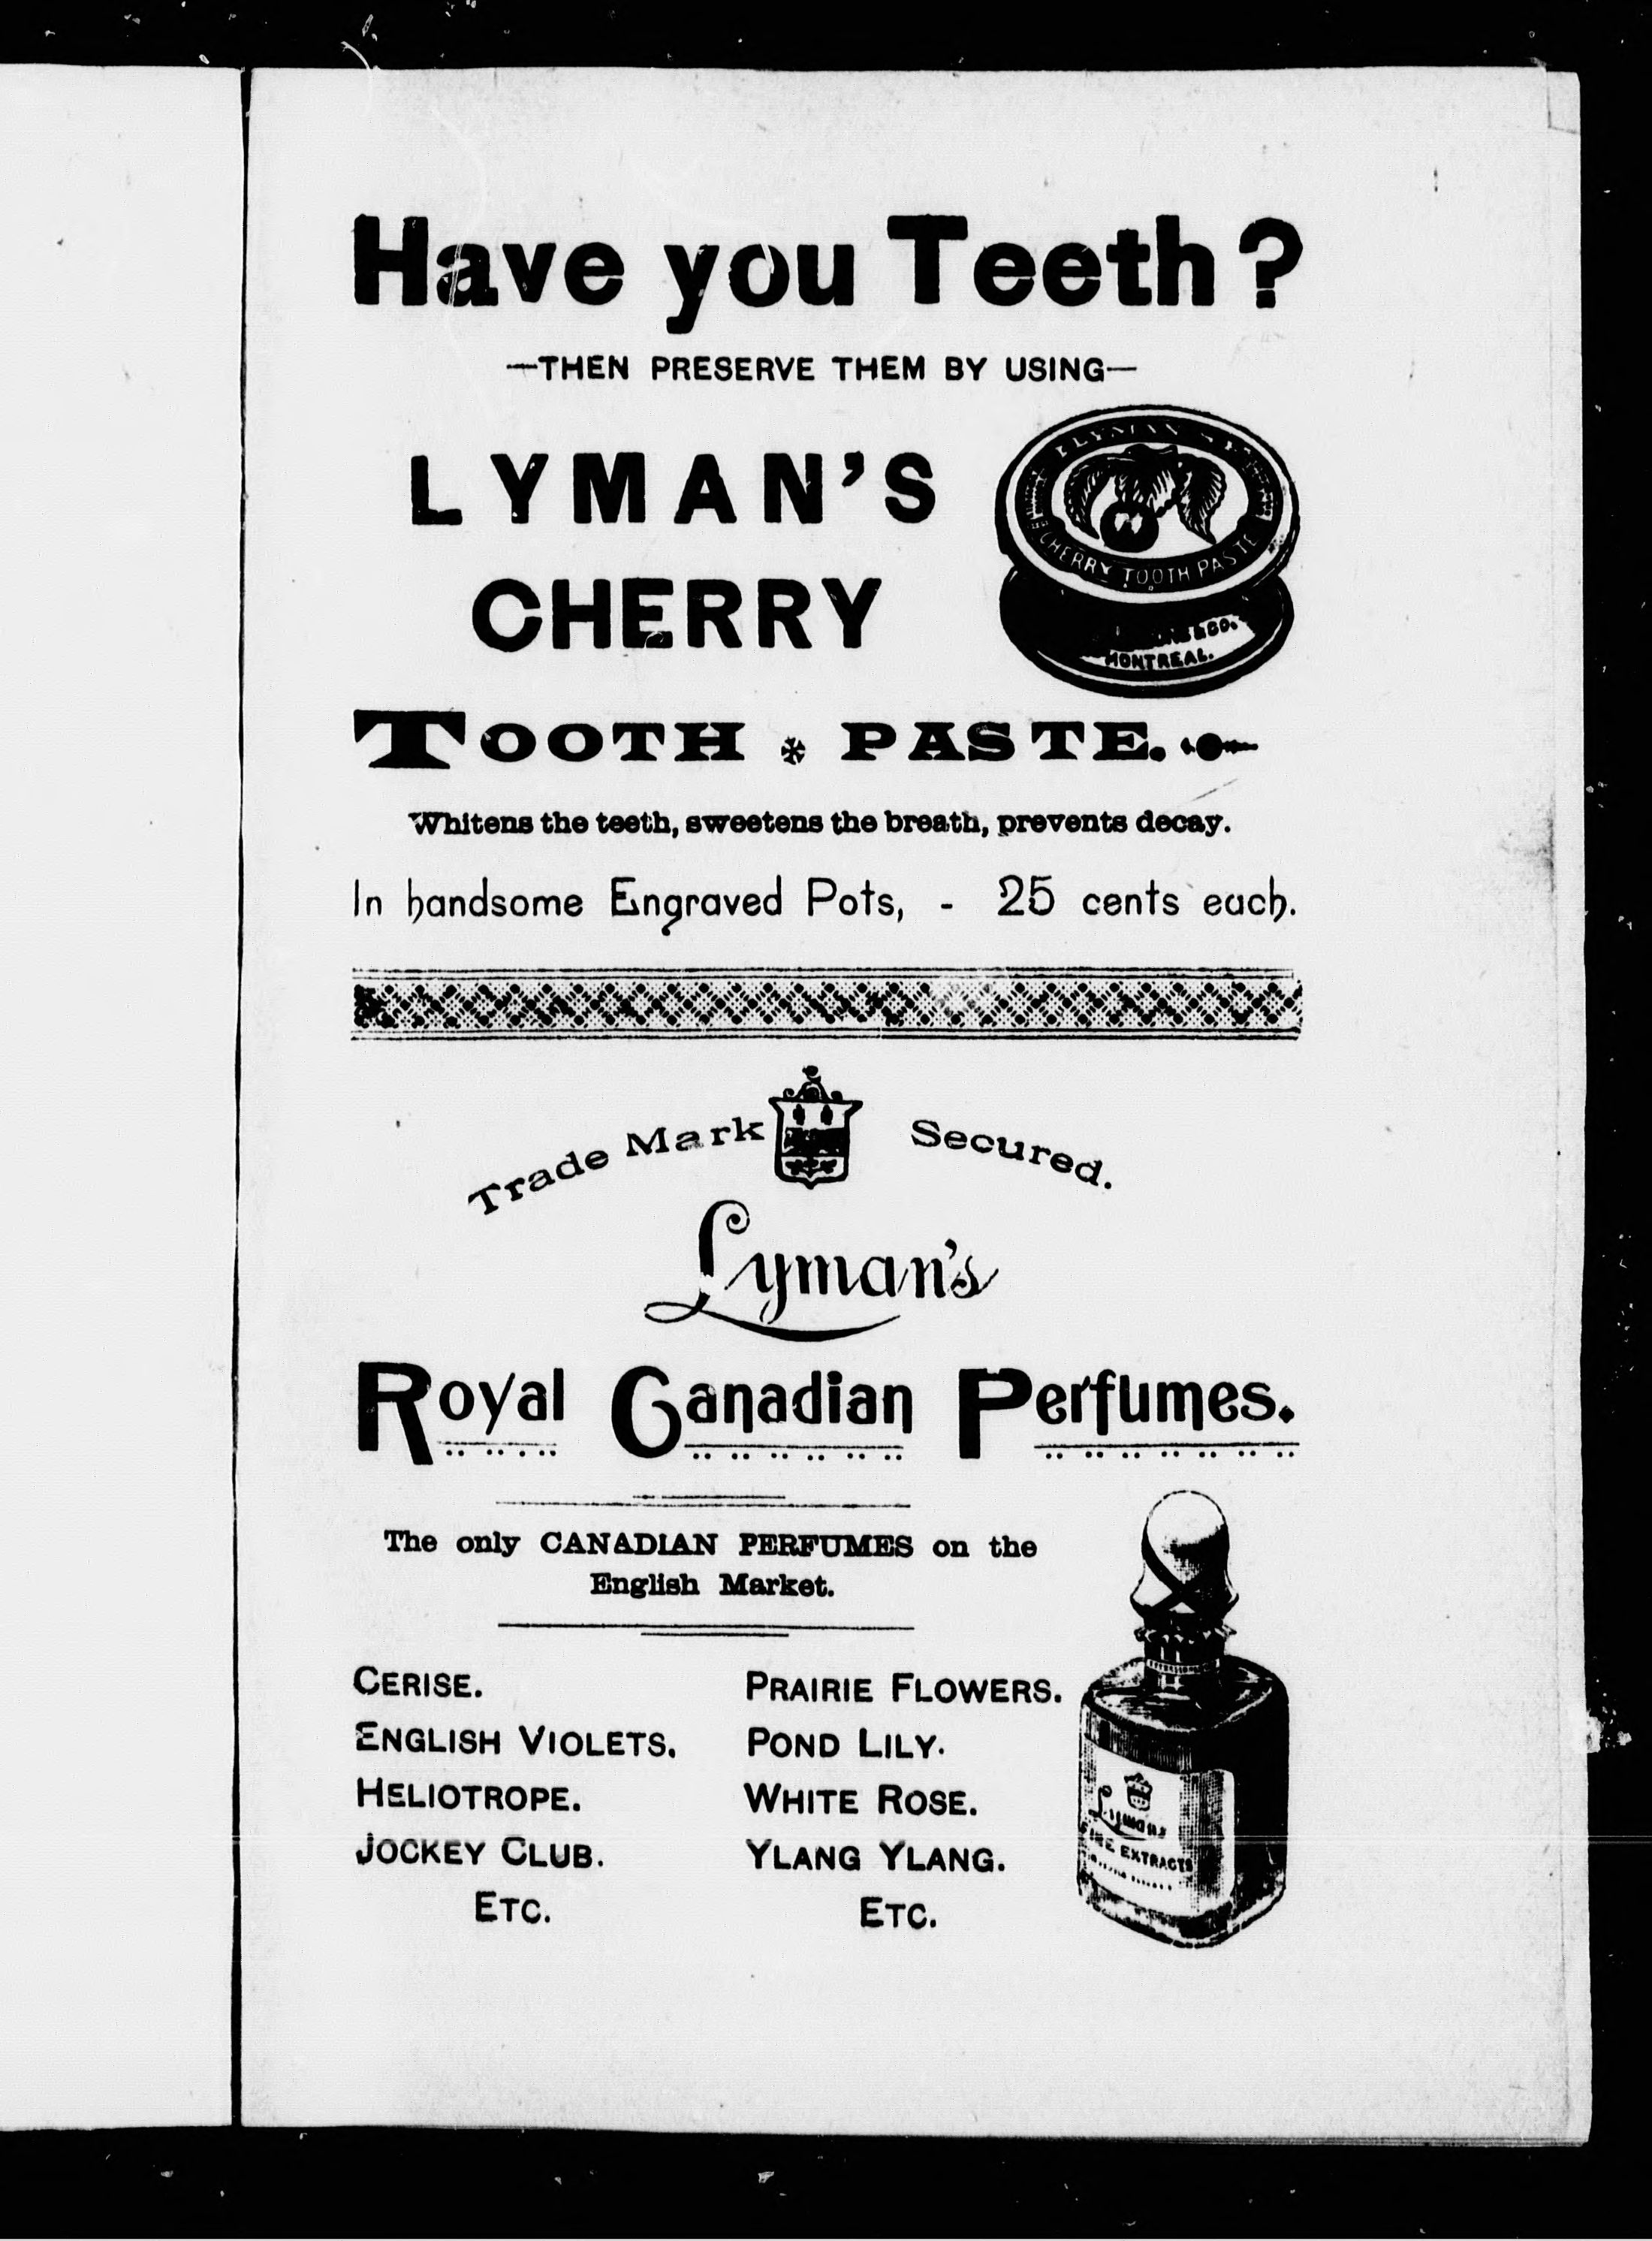 Have you Teeth?
—THEN PRESERVE THEM BY USING—
LYMAN'S
CHERRY
TOOTH PASTE.
CHERRY TOOTH PASTE
& CO.
MONTREAL.
Whitens the teeth, sweetens the breath, prevents decay.
In handsome Engraved Pots, - 25 cents each.
Trade Mark Secured.
Lyman's
Royal Canadian Perfumes.
The only CANADIAN PERFUMES on the
English Market.
CERISE.
ENGLISH VIOLETS.
HELIOTROPE.
JOCKEY CLUB.
ETC.
PRAIRIE FLOWERS.
POND LILY.
WHITE ROSE.
YLANG YLANG.
ETC.
Lymans
FINE EXTRACTS